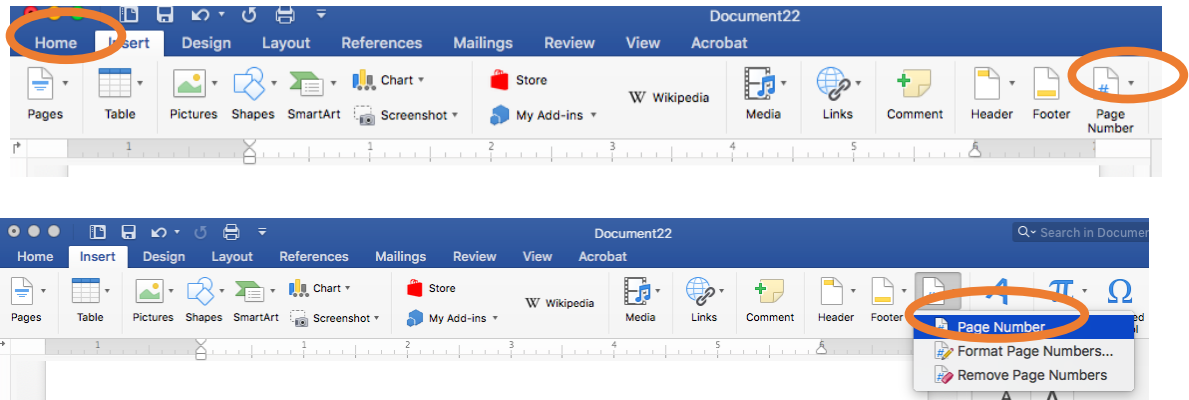 Document22
Home Insert Design Layout References Mailings Review View Acrobat
Chart Store
W Wikipedia
Pages Table Pictures Shapes SmartArt Screenshot My Add-ins Media Links Comment Header Footer Page
Number
1 1 2 3 4 5 6
Document22 Search in Documen
Home Insert Design Layout References Mailings Review View Acrobat
Chart Store
W Wikipedia
Pages Table Pictures Shapes SmartArt Screenshot My Add-ins Media Links Comment Header Footer
Page Number
1 1 2 3 4 5 6
Format Page Numbers...
Remove Page Numbers